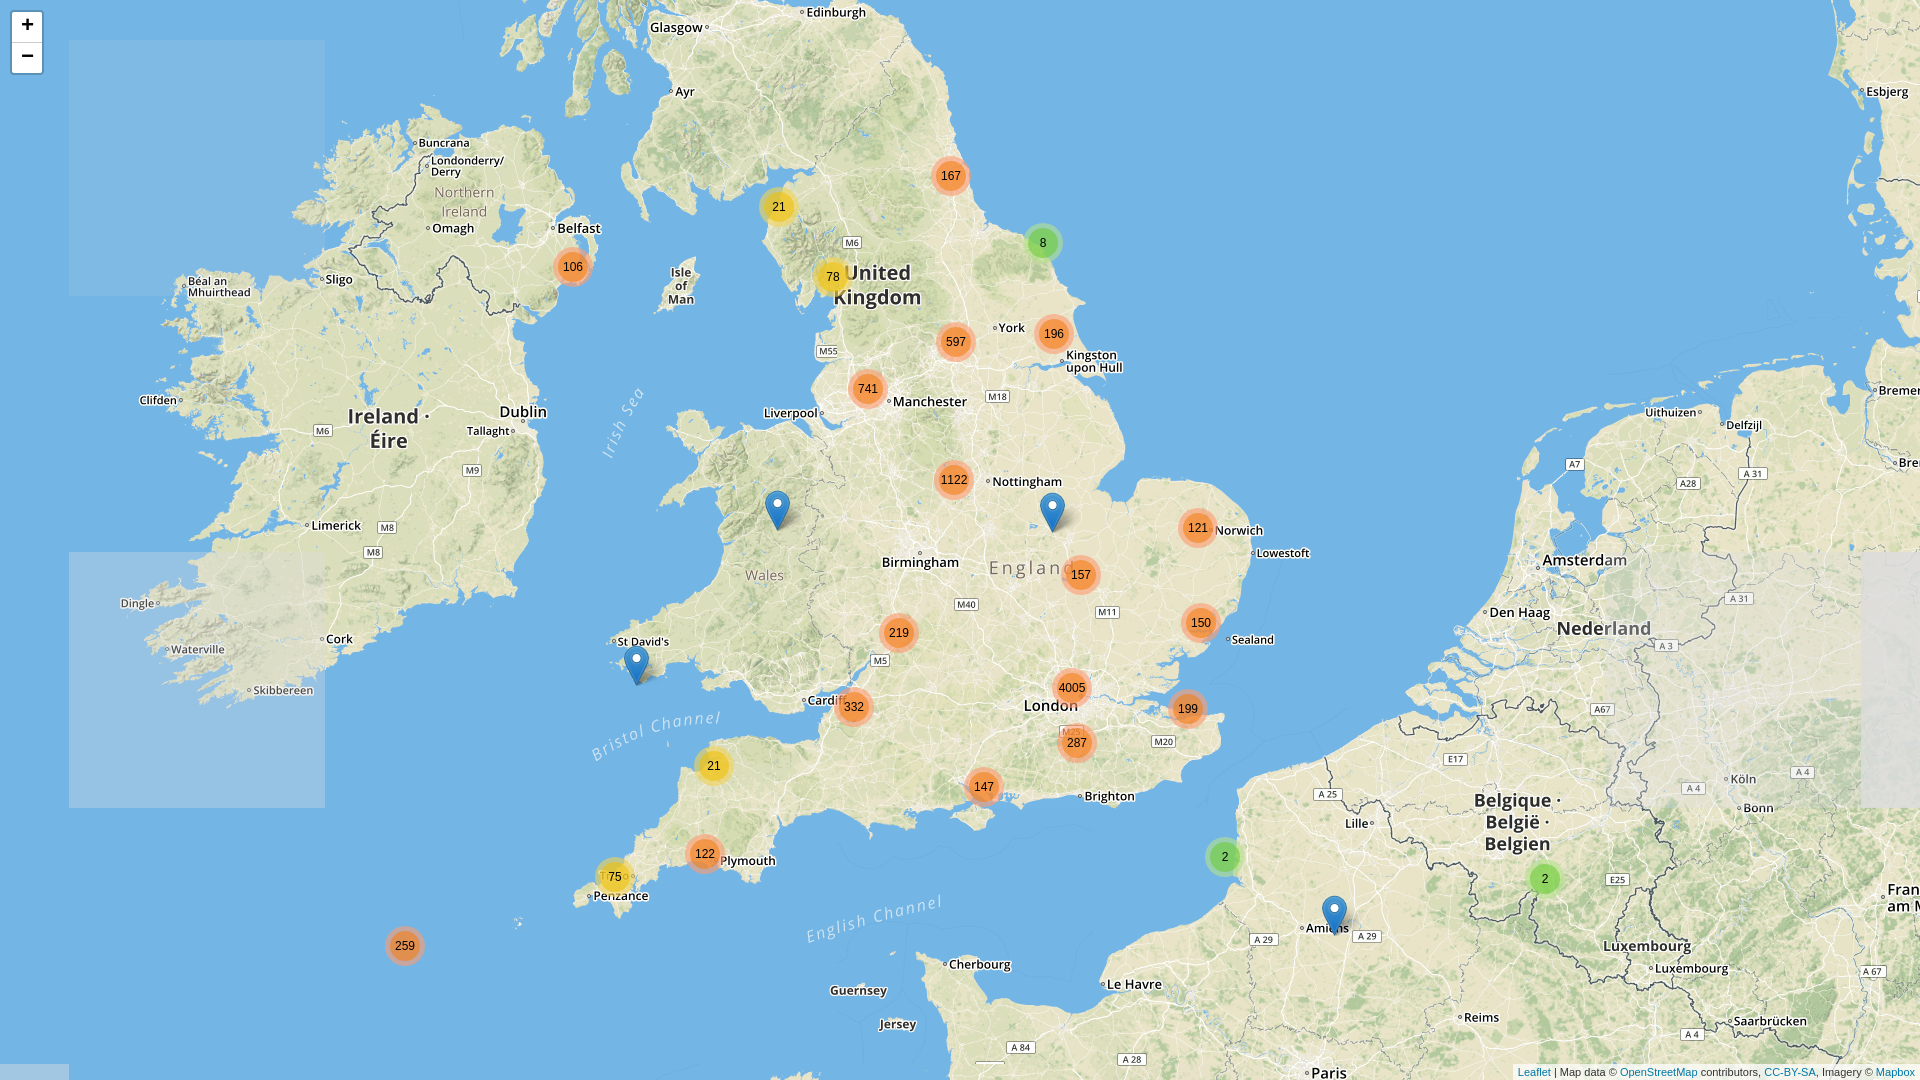 +
−
Edinburgh
Glasgow
Ayr
Esbjerg
Buncrana
Londonderry/
Derry
Northern
Ireland
Omagh
Belfast
167
21
8
M6
106
78
United
Kingdom
Isle
of
Man
Béal an
Mhuirthead
Sligo
York
196
597
M55
Kingston
upon Hull
741
Manchester
M18
Liverpool
Clifden
Ireland ·
Éire
Dublin
Tallaght
M6
M9
Irish Sea
Uithuizen
Delfzijl
A7
A 31
A28
1122
Nottingham
Limerick
M8
M8
121
Norwich
Lowestoft
Birmingham
England
157
Wales
Amsterdam
Dingle
M40
M11
A 31
Den Haag
Nederland
150
Sealand
219
M5
St David's
Cork
Waterville
Skibbereen
A 3
4005
London
199
332
A67
Bristol Channel
287
M20
E17
21
147
Brighton
A 25
Köln
A 4
A 4
Bonn
Belgique ·
België ·
Belgien
Lille
122
Plymouth
2
75
Penzance
2
E25
English Channel
259
A 29
A 29
Luxembourg
Luxembourg
A 67
Cherbourg
Le Havre
Guernsey
Jersey
Reims
Saarbrücken
A 84
A 28
A 4
Paris
Leaflet | Map data © OpenStreetMap contributors, CC-BY-SA, Imagery © Mapbox